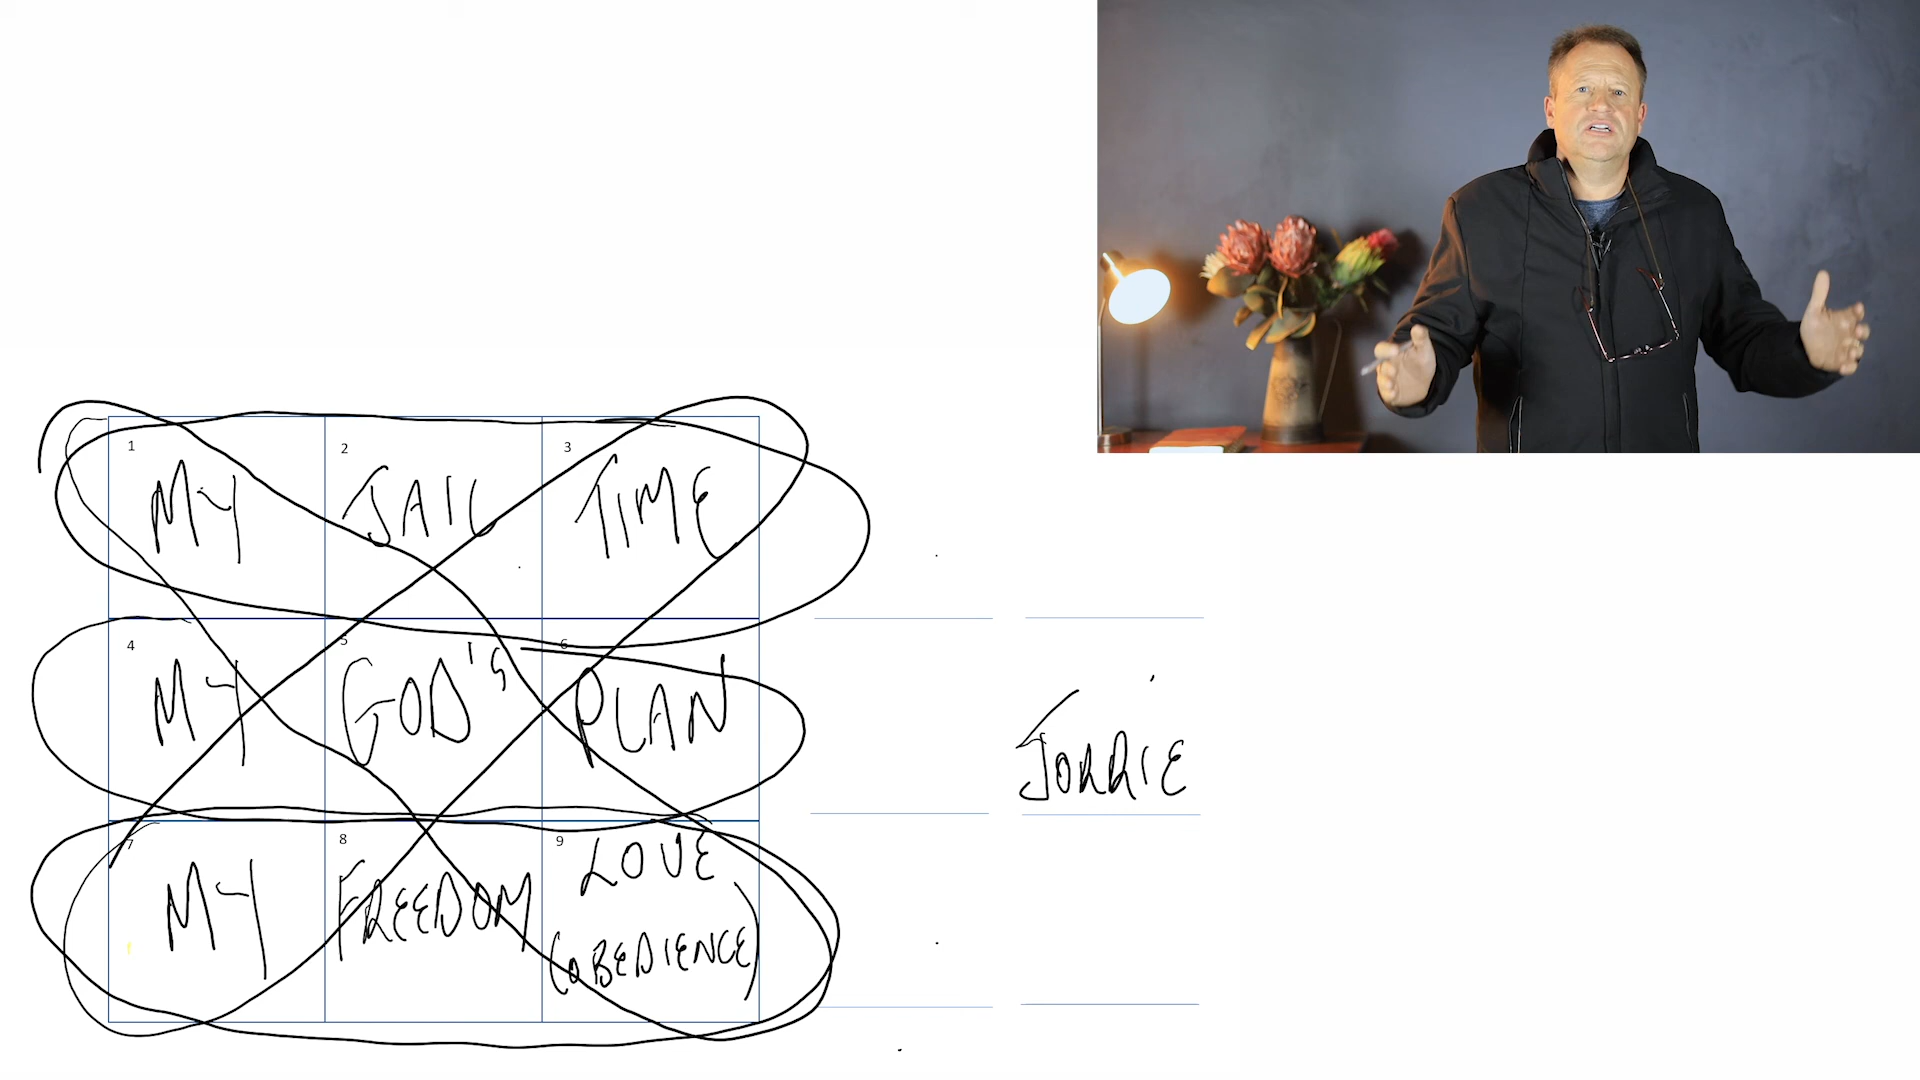 1 2 3
MY JAIL TIME
4 5 6
MY GOD'S PLAN
JORRIE
7 8 9
MY FREEDOM LOVE
(OBEDIENCE)